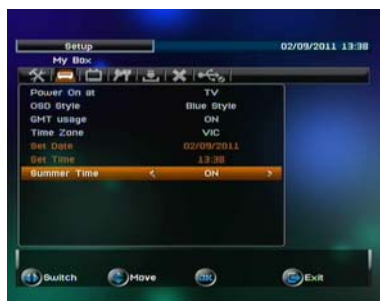 Setup
02/09/2011 13:38
My Box
Power On at TV
OSD Style Blue Style
GMT usage ON
Time Zone VIC
Set Date 02/09/2011
Set Time 13:38
Summer Time ON
Switch Move OK Exit